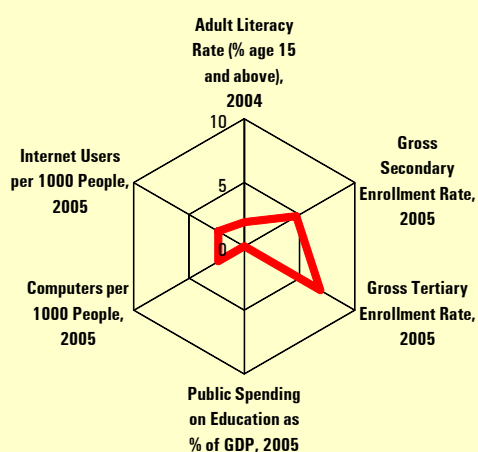 Adult Literacy
Rate (% age 15
and above),
2004
10
Gross
Secondary
Enrollment Rate,
2005
Internet Users
per 1000 People,
2005
5
0
Computers per
1000 People,
2005
Gross Tertiary
Enrollment Rate,
2005
Public Spending
on Education as
% of GDP, 2005